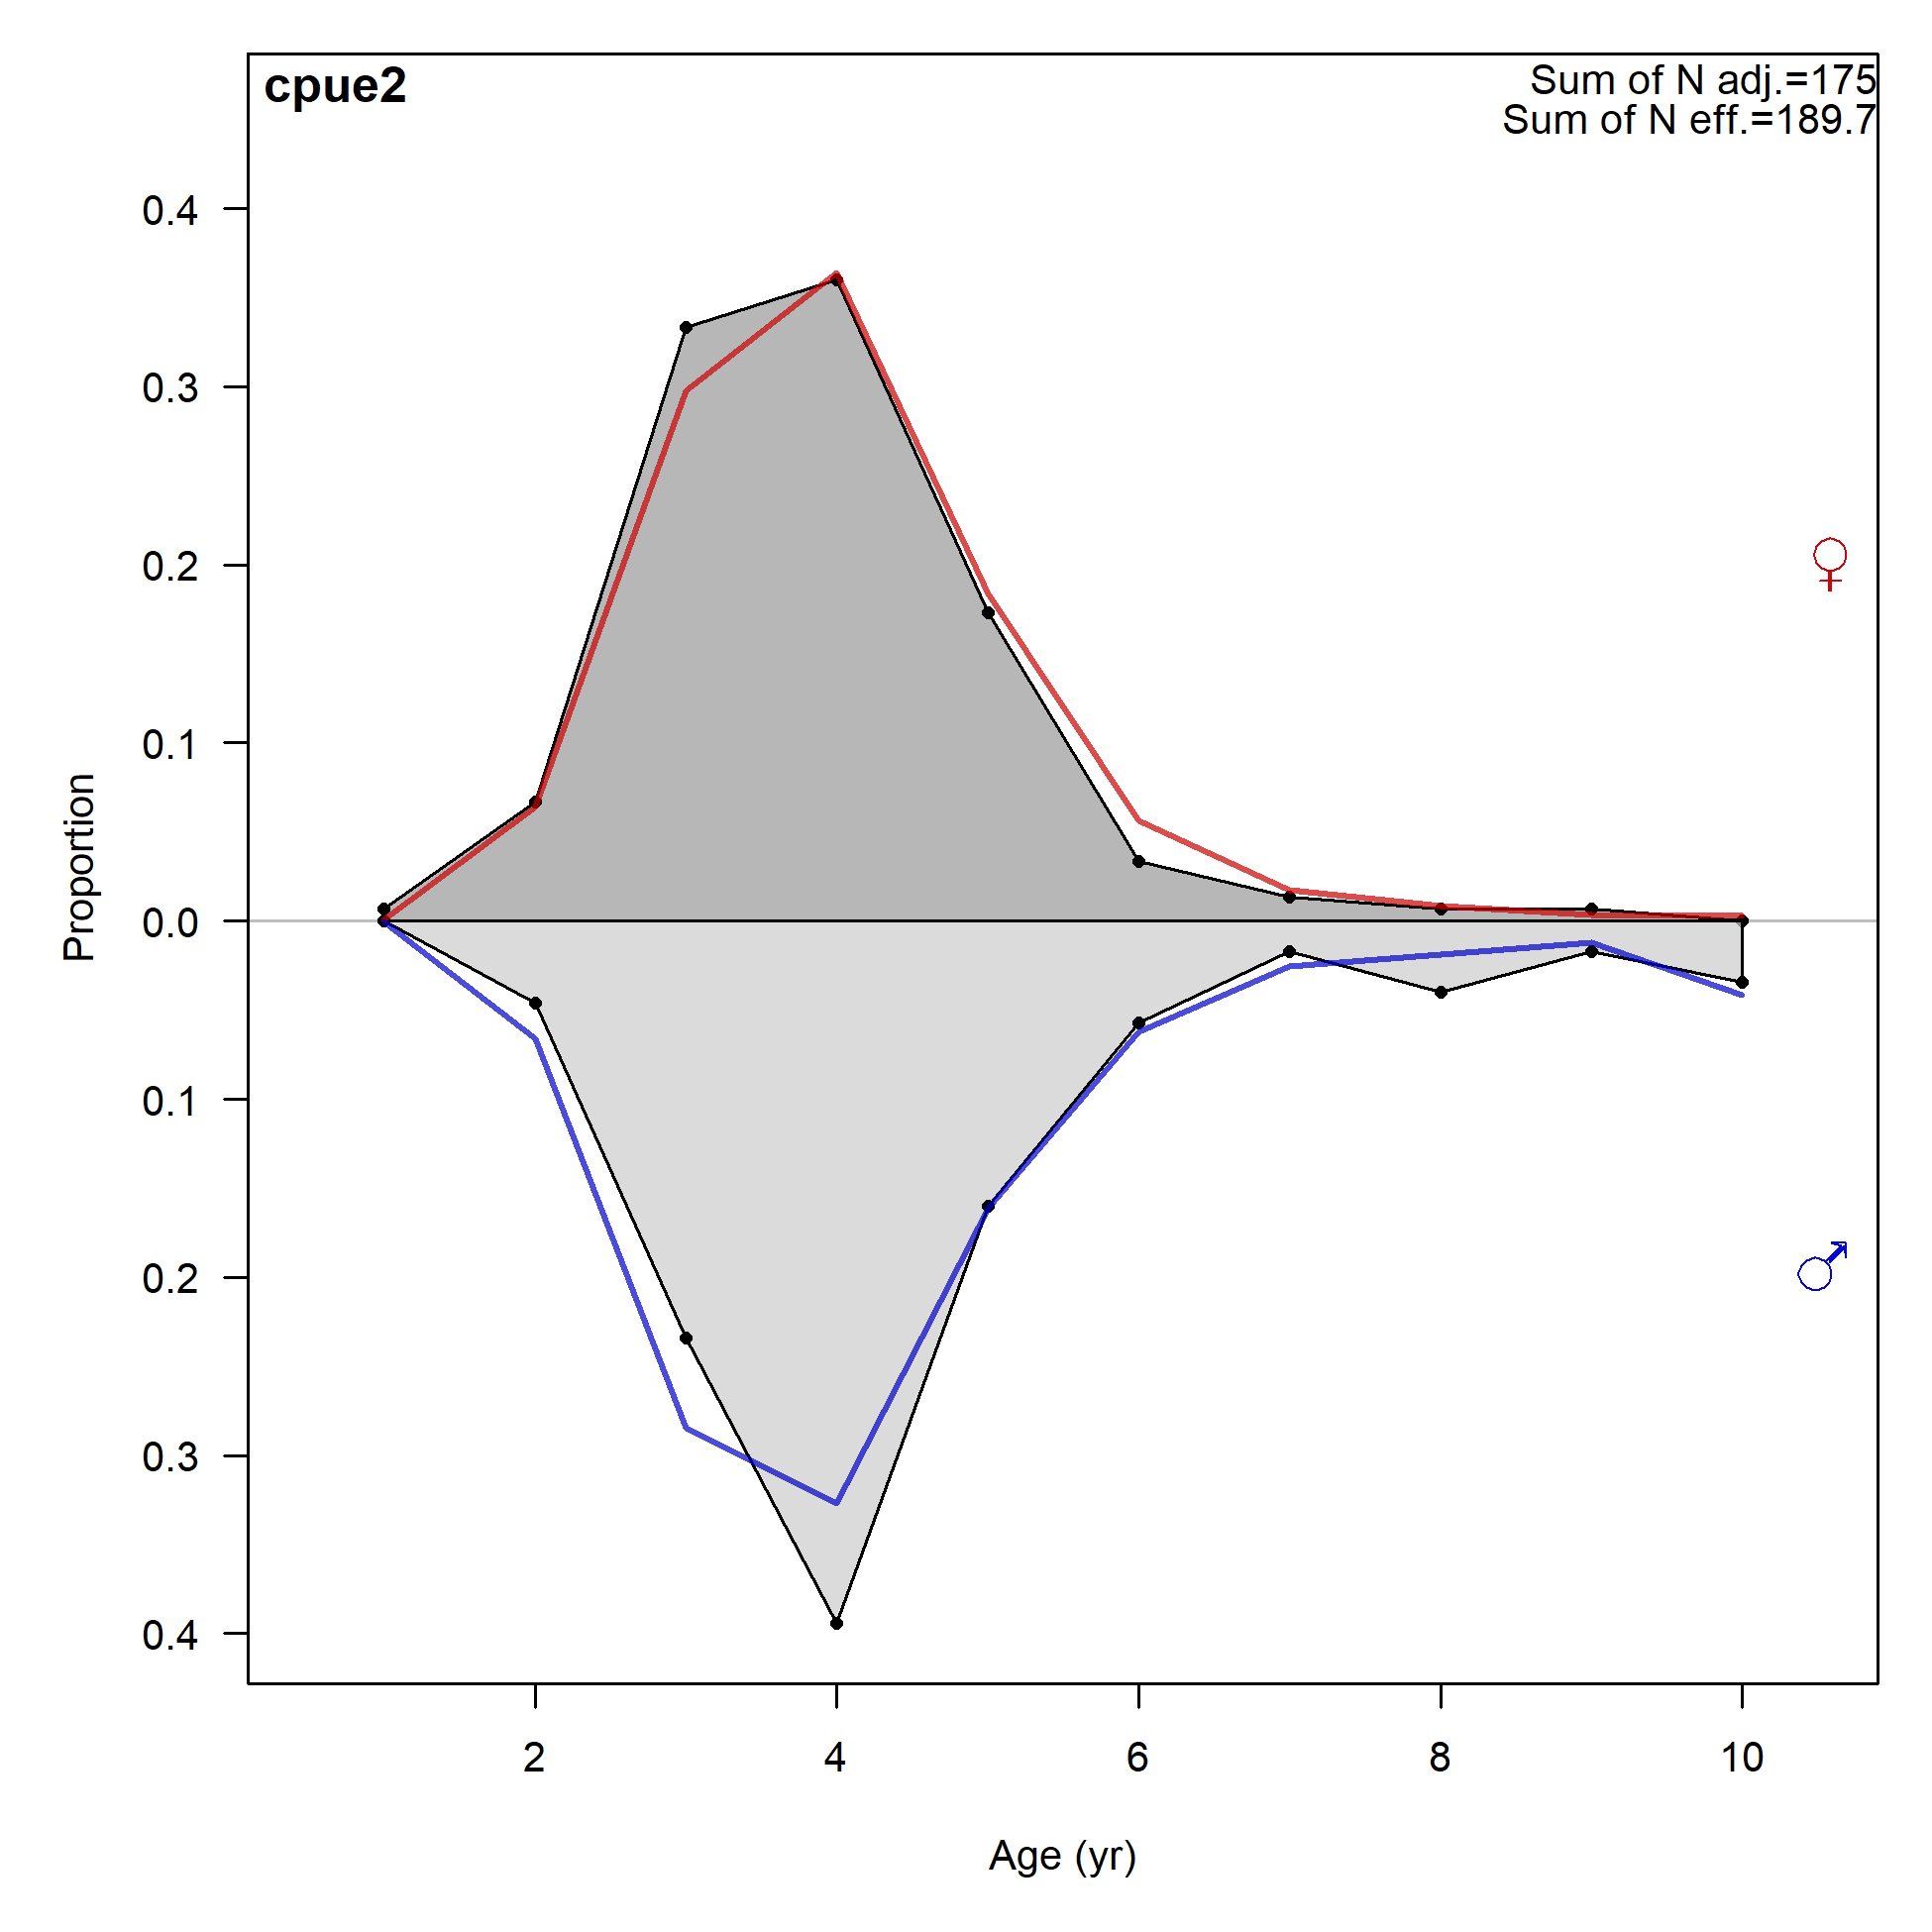 cpue2
Sum of N adj.=175
Sum of N eff.=189.7
0.4
0.3
0.2
0.1
0.0
0.1
0.2
0.3
0.4
Proportion
♀
♂
2 4 6 8 10
Age (yr)